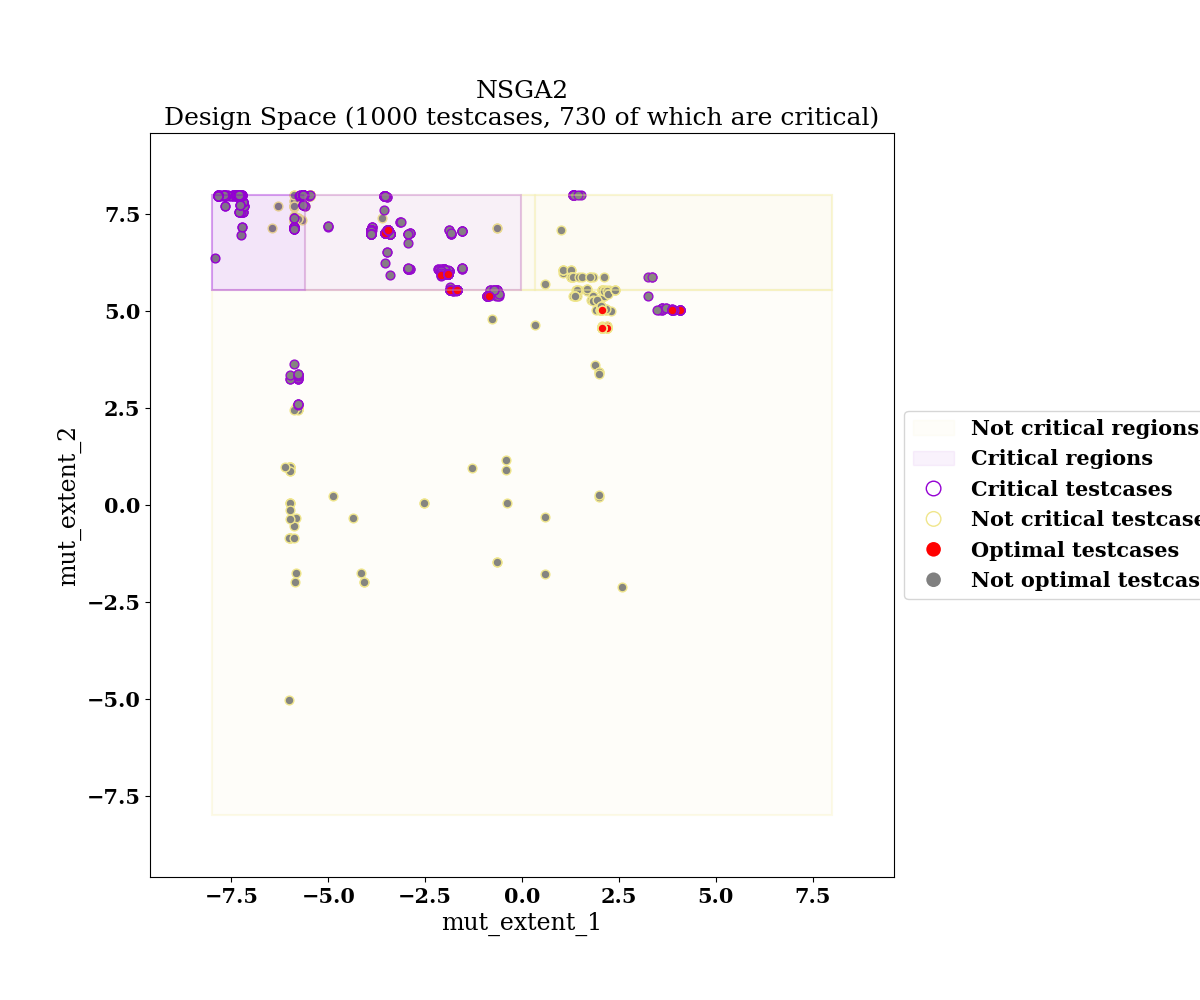 NSGA2
Design Space (1000 testcases, 730 of which are critical)
7.5
5.0
2.5
0.0
−2.5
−5.0
−7.5
mut_extent_2
−7.5 −5.0 −2.5 0.0 2.5 5.0 7.5
mut_extent_1
Not critical regions
Critical regions
Critical testcases
Not critical testcase
Optimal testcases
Not optimal testcas